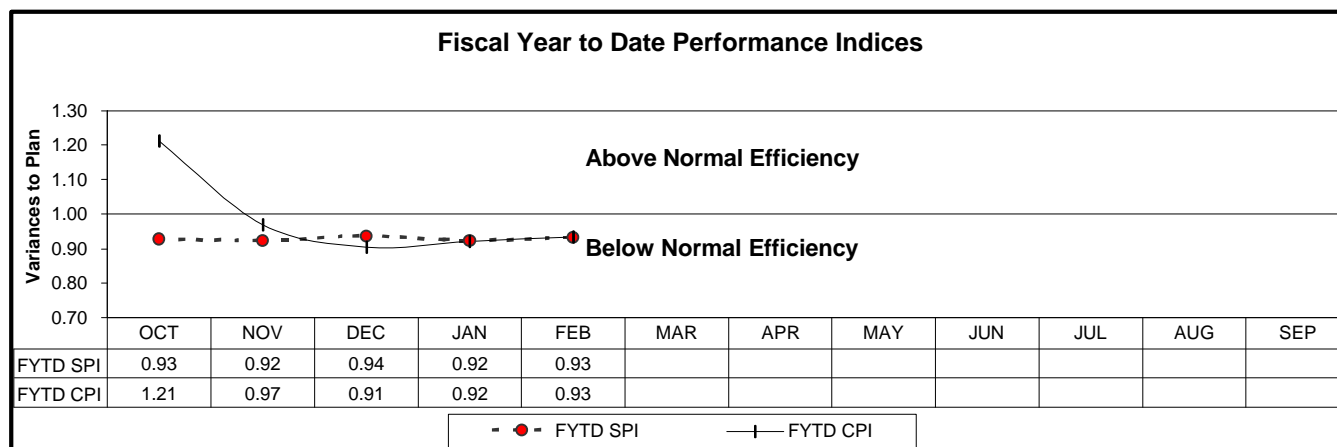 Fiscal Year to Date Performance Indices
Variances to Plan
1.30
1.20
Above Normal Efficiency
1.10
1.00
0.90
Below Normal Efficiency
0.80
0.70
OCT NOV DEC JAN FEB MAR APR MAY JUN JUL AUG SEP
FYTD SPI 0.93 0.92 0.94 0.92 0.93
FYTD CPI 1.21 0.97 0.91 0.92 0.93
FYTD SPI FYTD CPI